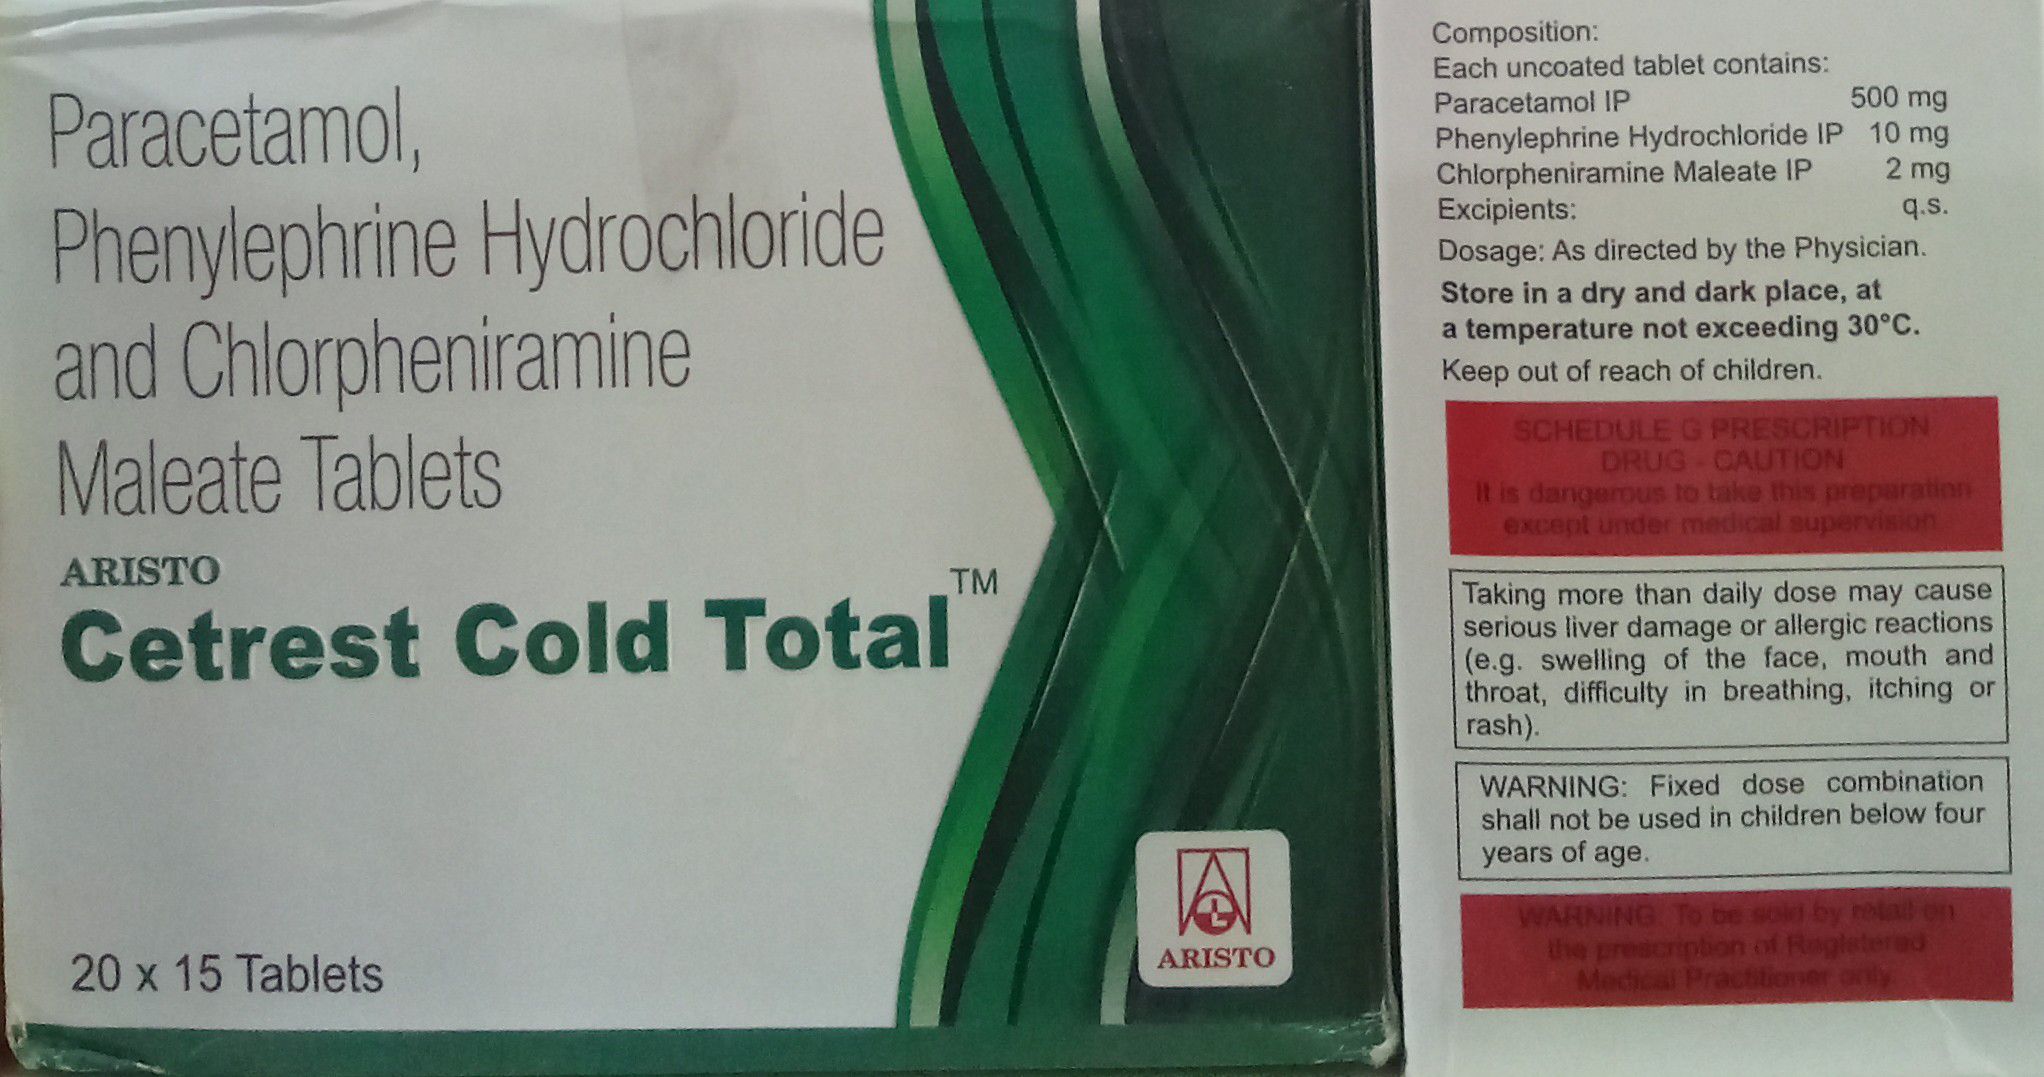 Paracetamol,
Phenylephrine Hydrochloride
and Chlorpheniramine
Maleate Tablets
ARISTO
Cetrest Cold Total™
20 x 15 Tablets
ARISTO
Composition:
Each uncoated tablet contains:
Paracetamol IP 500 mg
Phenylephrine Hydrochloride IP 10 mg
Chlorpheniramine Maleate IP 2 mg
Excipients: q.s.
Dosage: As directed by the Physician.
Store in a dry and dark place, at
a temperature not exceeding 30°C.
Keep out of reach of children.
SCHEDULE G PRESCRIPTION
DRUG - CAUTION
It is dangerous to take this preparation
except under medical supervision
Taking more than daily dose may cause
serious liver damage or allergic reactions
(e.g. swelling of the face, mouth and
throat, difficulty in breathing, itching or
rash).
WARNING: Fixed dose combination
shall not be used in children below four
years of age.
WARNING: To be sold by retail on
the prescription of Registered
Medical Practitioner only.